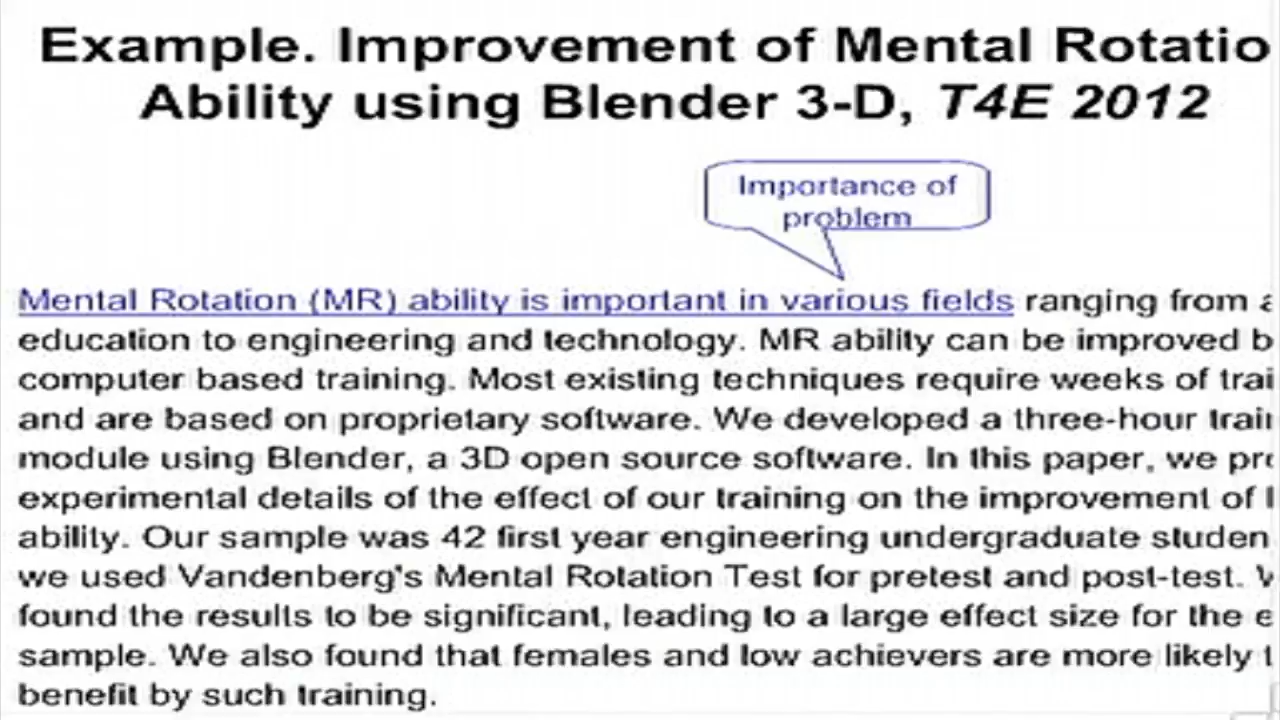 Example. Improvement of Mental Rotatio
Ability using Blender 3-D, T4E 2012
Importance of
problem
Mental Rotation (MR) ability is important in various fields ranging from
education to engineering and technology. MR ability can be improved
computer based training. Most existing techniques require weeks of trai
and are based on proprietary software. We developed a three-hour train
module using Blender, a 3D open source software. In this paper, we pro
experimental details of the effect of our training on the improvement of
ability. Our sample was 42 first year engineering undergraduate studen
we used Vandenberg's Mental Rotation Test for pretest and post-test.
found the results to be significant, leading to a large effect size for the
sample. We also found that females and low achievers are more likely
benefit by such training.